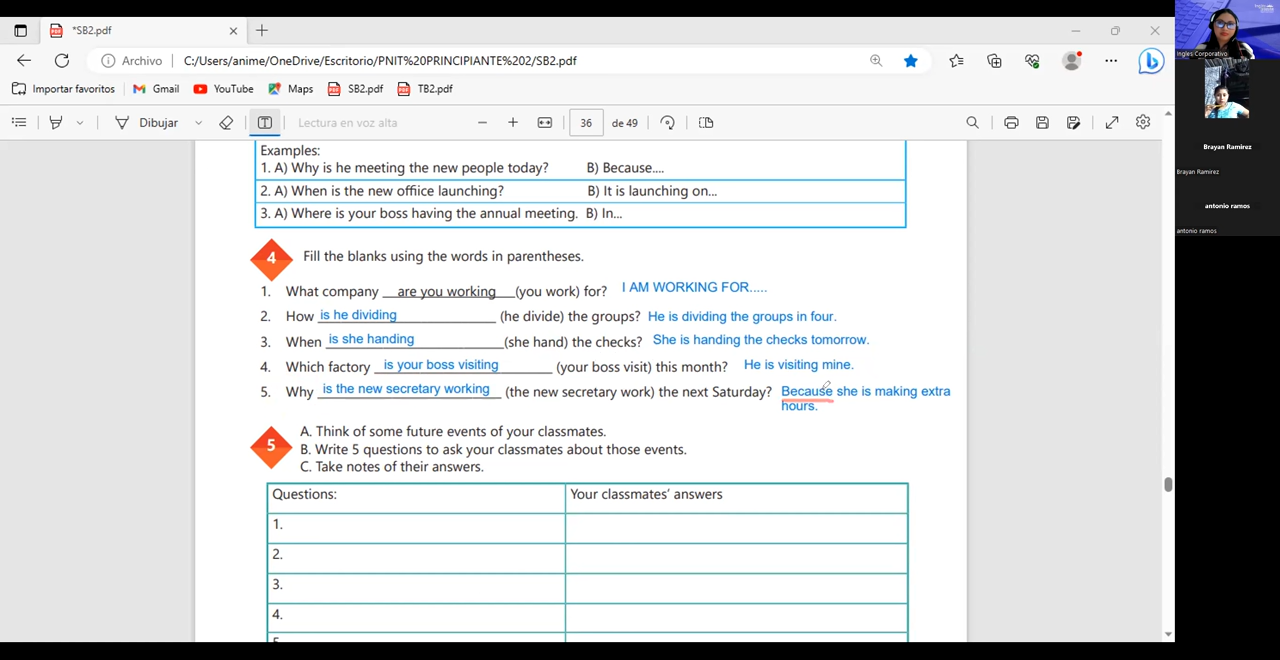 *SB2.pdf
Archivo C:/Users/anime/OneDrive/Escritorio/PNIT%20PRINCIPIANTE%202/SB2.pdf
Importar favoritos Gmail YouTube Maps SB2.pdf TB2.pdf
Dibujar Lectura en voz alta 36 de 49
Ingles Corporativo
Brayan Ramirez
Brayan Ramirez
antonio ramos
antonio ramos
Examples:
1. A) Why is he meeting the new people today? B) Because....
2. A) When is the new offiice launching? B) It is launching on...
3. A) Where is your boss having the annual meeting. B) In...
4 Fill the blanks using the words in parentheses.
1. What company __are you working___(you work) for? I AM WORKING FOR.....
2. How is he dividing (he divide) the groups? He is dividing the groups in four.
3. When is she handing (she hand) the checks? She is handing the checks tomorrow.
4. Which factory is your boss visiting (your boss visit) this month? He is visiting mine.
5. Why is the new secretary working (the new secretary work) the next Saturday? Because she is making extra
hours.
5 A. Think of some future events of your classmates.
B. Write 5 questions to ask your classmates about those events.
C. Take notes of their answers.
Questions: Your classmates' answers
1.
2.
3.
4.